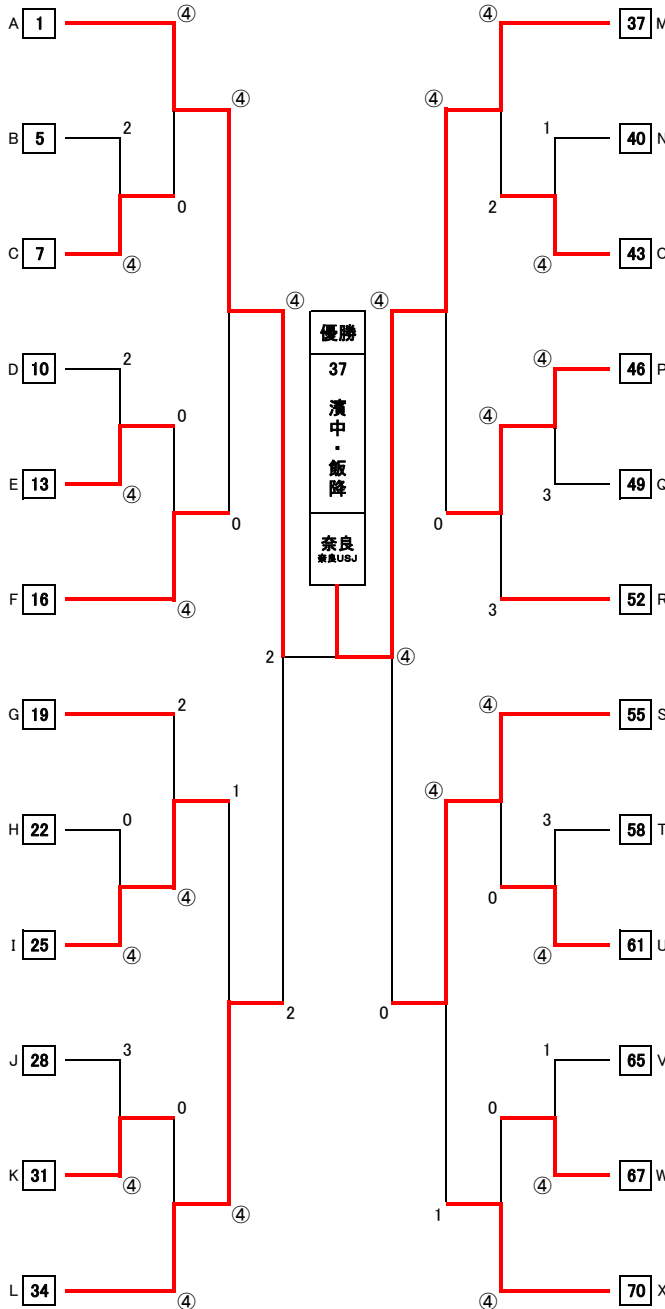 ④ ④
A 1 37 M
④ ④
B 5 2 1 40 N
0 2
C 7 ④ ④ 43 O
④ ④
優勝
D 10 2 37 ④ 46 P
0 ④
濱中・飯降
E 13 ④ 3 49 Q
0 0
奈良
奈良USJ
F 16 ④ 3 52 R
2 ④
G 19 2 ④ 55 S
1 ④
H 22 0 3 58 T
④ 0
I 25 ④ ④ 61 U
2 0
J 28 3 1 65 V
0 0
K 31 ④ ④ 67 W
④ 1
L 34 ④ ④ 70 X